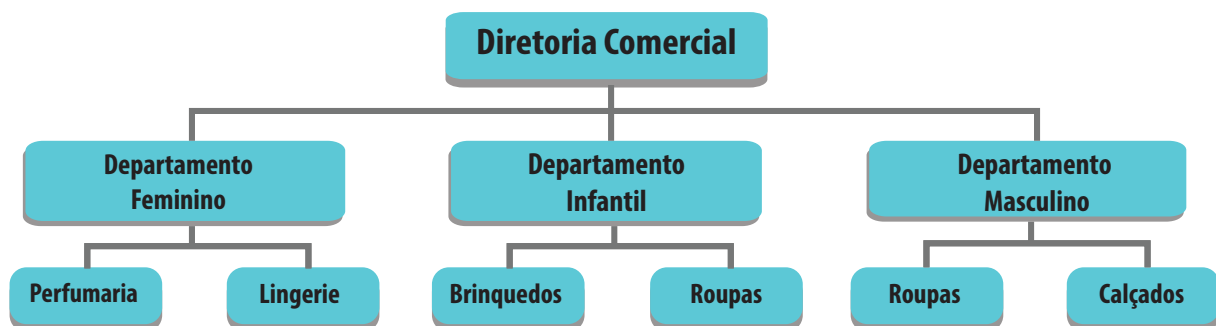 Diretoria Comercial
Departamento
Feminino
Departamento
Infantil
Departamento
Masculino
Perfumaria
Lingerie
Brinquedos
Roupas
Roupas
Calçados